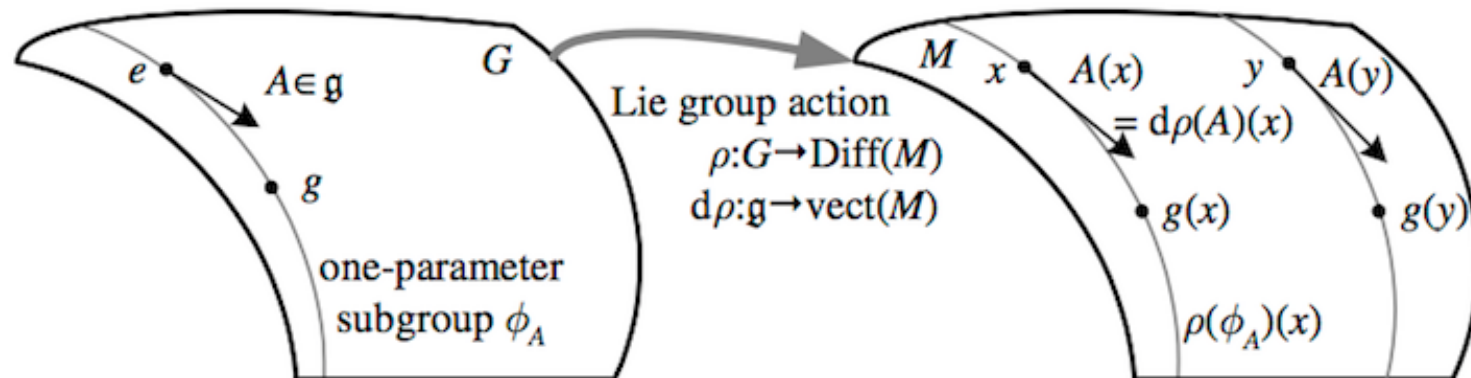 e
A∈𝔤
G
g
one-parameter
subgroup ϕ_A
Lie group action
ρ:G→Diff(M)
dρ:𝔤→vect(M)
M
x
A(x)
= dρ(A)(x)
y
A(y)
g(x)
g(y)
ρ(ϕ_A)(x)